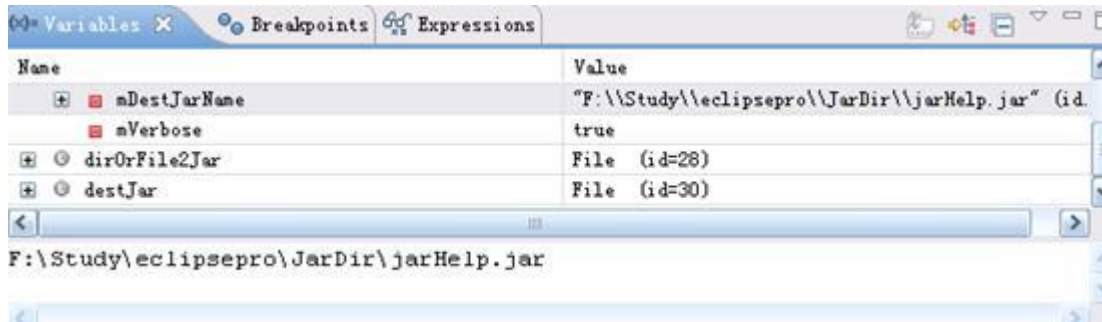 (x)= Variables Breakpoints Expressions
Name Value
mDestJarName "F:\\Study\\eclipsepro\\JarDir\\jarHelp.jar" (id.
mVerbose true
dirOrFile2Jar File (id=28)
destJar File (id=30)
F:\Study\eclipsepro\JarDir\jarHelp.jar